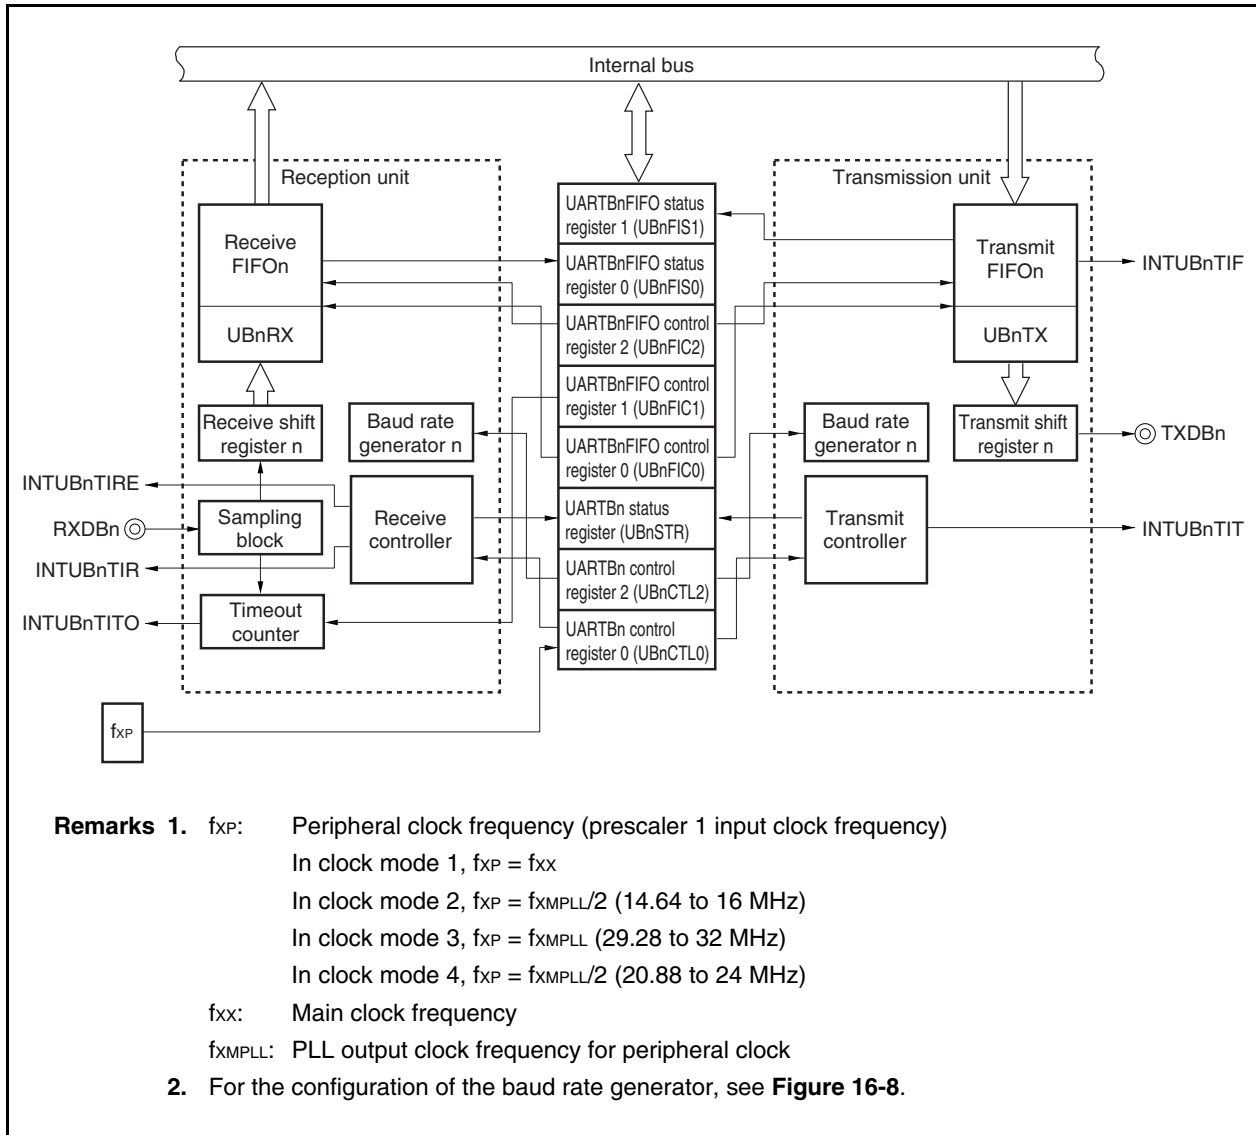 Internal bus
Reception unit
Transmission unit
Receive
FIFOn
UBnRX
Receive shift
register n
Baud rate
generator n
Sampling
block
Receive
controller
Timeout
counter
INTUBnTIRE
RXDBn
INTUBnTIR
INTUBnTITO
fXP
UARTBnFIFO status
register 1 (UBnFIS1)
UARTBnFIFO status
register 0 (UBnFIS0)
UARTBnFIFO control
register 2 (UBnFIC2)
UARTBnFIFO control
register 1 (UBnFIC1)
UARTBnFIFO control
register 0 (UBnFIC0)
UARTBn status
register (UBnSTR)
UARTBn control
register 2 (UBnCTL2)
UARTBn control
register 0 (UBnCTL0)
Transmit
FIFOn
UBnTX
Baud rate
generator n
Transmit shift
register n
Transmit
controller
INTUBnTIF
TXDBn
INTUBnTIT
Remarks 1. fXP: Peripheral clock frequency (prescaler 1 input clock frequency)
In clock mode 1, fXP = fXX
In clock mode 2, fXP = fXMPLL/2 (14.64 to 16 MHz)
In clock mode 3, fXP = fXMPLL (29.28 to 32 MHz)
In clock mode 4, fXP = fXMPLL/2 (20.88 to 24 MHz)
fXX: Main clock frequency
fXMPLL: PLL output clock frequency for peripheral clock
2. For the configuration of the baud rate generator, see Figure 16-8.